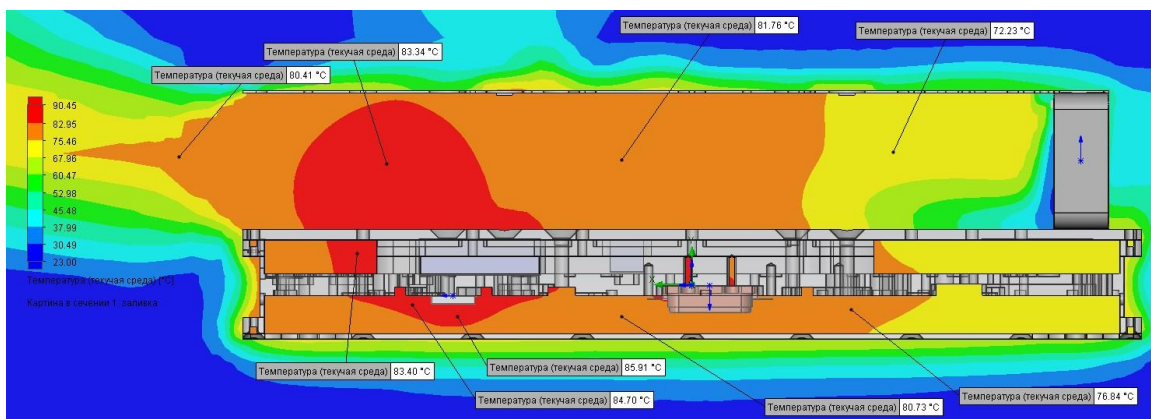 Температура (текучая среда) 81.76 °C
Температура (текучая среда) 72.23 °C
Температура (текучая среда) 83.34 °C
Температура (текучая среда) 80.41 °C
90.45
82.95
75.46
67.96
60.47
52.98
45.48
37.99
30.49
23.00
Температура (текучая среда) [°C]
Картина в сечении 1: заливка
Температура (текучая среда) 83.40 °C
Температура (текучая среда) 85.91 °C
Температура (текучая среда) 84.70 °C
Температура (текучая среда) 80.73 °C
Температура (текучая среда) 76.84 °C